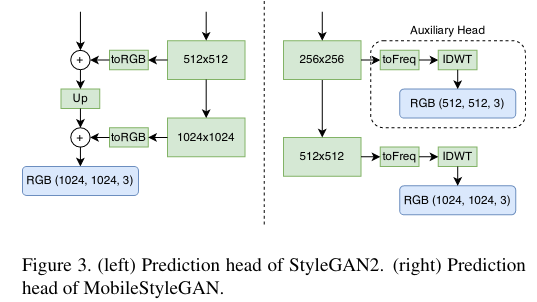 +
toRGB
512x512
Up
+
toRGB
1024x1024
RGB (1024, 1024, 3)
Auxiliary Head
256x256
toFreq
IDWT
RGB (512, 512, 3)
512x512
toFreq
IDWT
RGB (1024, 1024, 3)
Figure 3. (left) Prediction head of StyleGAN2. (right) Prediction
head of MobileStyleGAN.